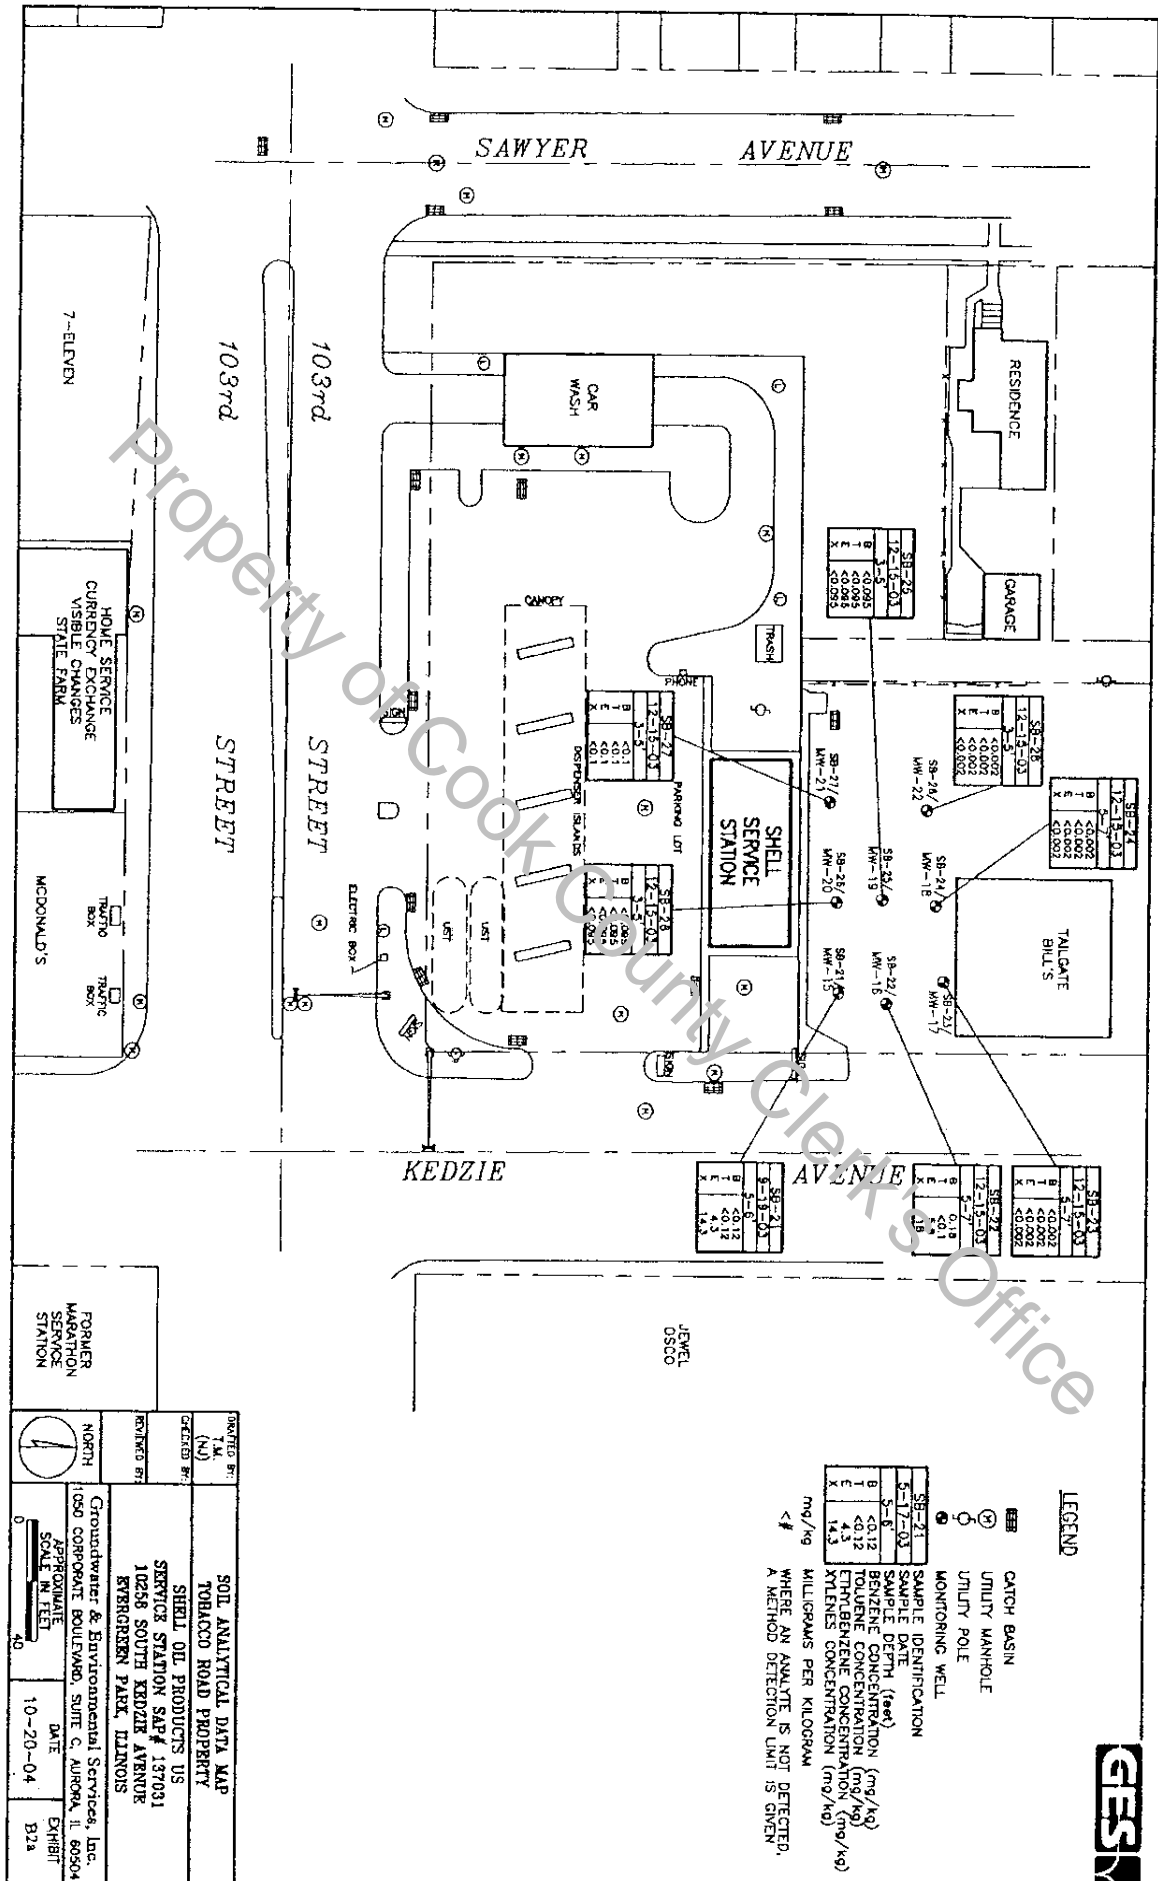 SAWYER AVENUE
RESIDENCE
GARAGE
CAR
WASH
TRASH
PHONE
CANOPY
DISPENSER ISLANDS
PARKING LOT
SHELL
SERVICE
STATION
TAILGATE
BILL'S
UST
UST
ELECTRIC BOX
SIGN
SIGN
103rd STREET
103rd STREET
7-ELEVEN
HOME SERVICE
CURRENCY EXCHANGE
VISIBLE CHANGES
STATE FARM
MCDONALD'S
TRAFFIC
BOX
TRAFFIC
BOX
KEDZIE AVENUE
JEWEL
OSCO
FORMER
MARATHON
SERVICE
STATION
SB-25
12-15-03
3-5'
B <0.095
T <0.095
E <0.095
X <0.095
SB-27
12-15-03
3-5'
B <0.1
T <0.1
E <0.1
X <0.1
SB-28
12-15-03
3-5'
B <0.002
T <0.002
E <0.002
X <0.002
SB-24
12-15-03
5-7'
B <0.002
T <0.002
E <0.002
X <0.002
12-15-03
3-5'
SB-21
9-19-03
5-6'
B <0.12
T <0.12
E 4.3
X 14.3
SB-22
12-15-03
5-7'
B 0.18
T <0.1
X 18
SB-23
12-15-03
5-7'
B <0.002
T <0.002
E <0.002
X <0.002
SB-27/
MW-21
SB-28/
MW-22
SB-26/
MW-20
SB-25/
MW-19
SB-24/
MW-18
SB-21/
MW-15
SB-22/
MW-16
SB-23/
MW-17
LEGEND
CATCH BASIN
UTILITY MANHOLE
UTILITY POLE
MONITORING WELL
SB-21 SAMPLE IDENTIFICATION
5-17-03 SAMPLE DATE
5-6' SAMPLE DEPTH (feet)
B <0.12 BENZENE CONCENTRATION (mg/kg)
T <0.12 TOLUENE CONCENTRATION (mg/kg)
E 4.3 ETHYLBENZENE CONCENTRATION (mg/kg)
X 14.3 XYLENES CONCENTRATION (mg/kg)
mg/kg MILLIGRAMS PER KILOGRAM
<# WHERE AN ANALYTE IS NOT DETECTED,
A METHOD DETECTION LIMIT IS GIVEN
GES
DRAFTED BY:
T.M.
(NJ)
CHECKED BY:
REVIEWED BY:
NORTH
SOIL ANALYTICAL DATA MAP
TOBACCO ROAD PROPERTY
SHELL OIL PRODUCTS US
SERVICE STATION SAP# 137031
10258 SOUTH KEDZIE AVENUE
EVERGREEN PARK, ILLINOIS
Groundwater & Environmental Services, Inc.
1050 CORPORATE BOULEVARD, SUITE C, AURORA, IL 60504
APPROXIMATE
SCALE IN FEET
0 40
DATE
10-20-04
EXHIBIT
B2a
Property of Cook County Clerk's Office